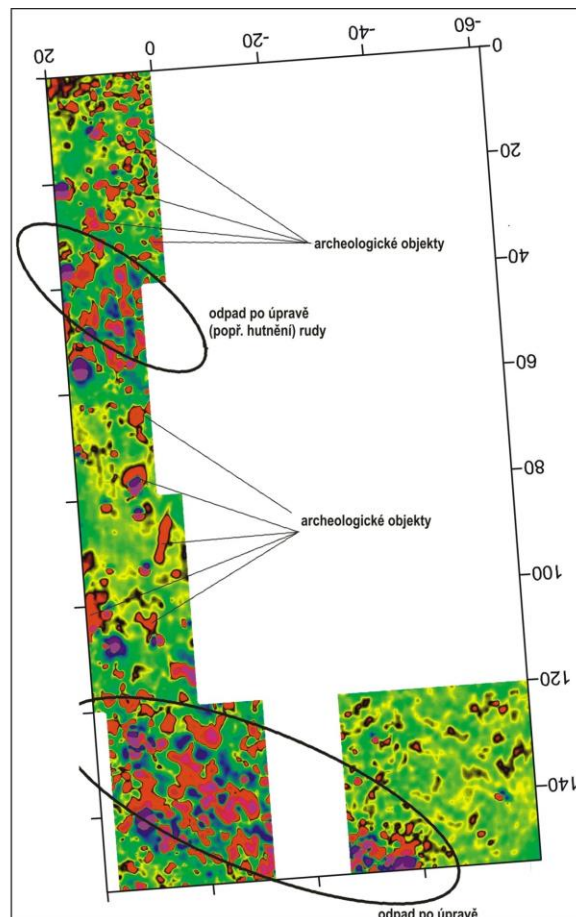 20
0
-20
-40
-60
0
20
40
60
80
100
120
140
archeologické objekty
odpad po úpravě
(popř. hutnění) rudy
archeologické objekty
odpad po úpravě